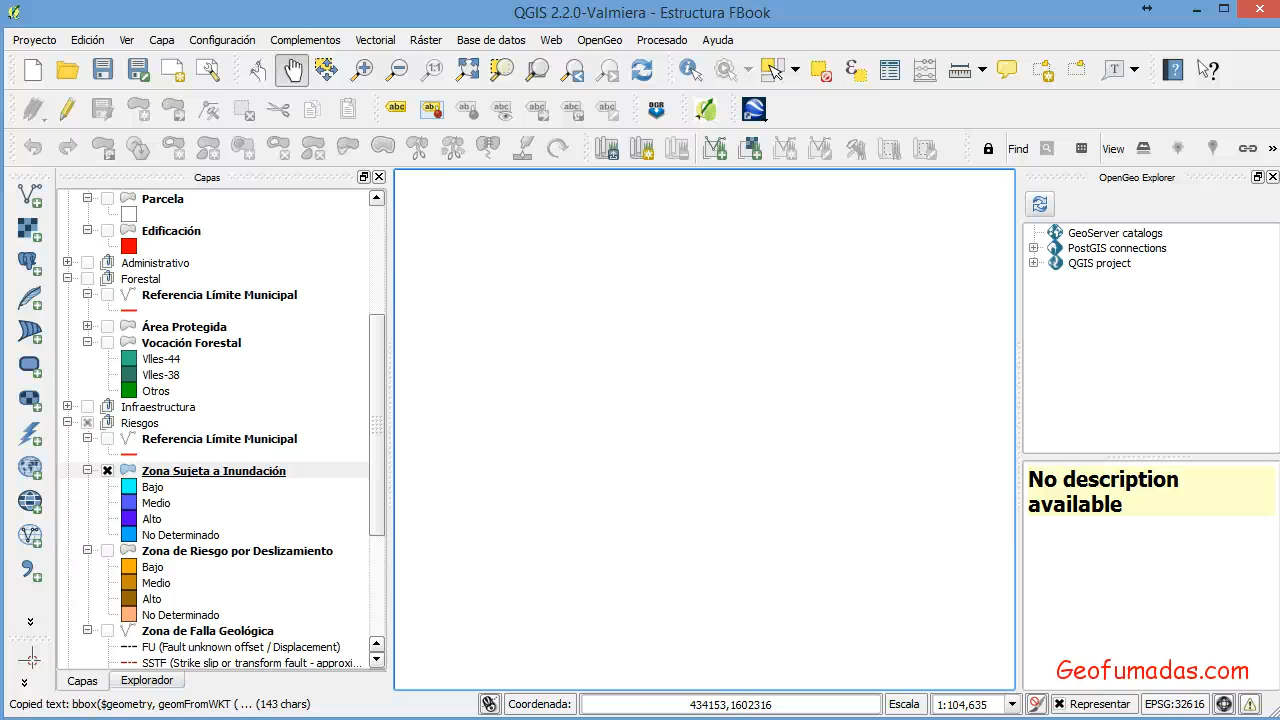 QGIS 2.2.0-Valmiera - Estructura FBook
Proyecto Edición Ver Capa Configuración Complementos Vectorial Ráster Base de datos Web OpenGeo Procesado Ayuda
Find View
Capas
OpenGeo Explorer
Parcela
Edificación
Administrativo
Forestal
Referencia Límite Municipal
Área Protegida
Vocación Forestal
Vlles-44
Vlles-38
Otros
Infraestructura
Riesgos
Referencia Límite Municipal
Zona Sujeta a Inundación
Bajo
Medio
Alto
No Determinado
Zona de Riesgo por Deslizamiento
Bajo
Medio
Alto
No Determinado
Zona de Falla Geológica
FU (Fault unknown offset / Displacement)
SSTF (Strike slip or transform fault - approxi...
Capas Explorador
GeoServer catalogs
PostGIS connections
QGIS project
No description
available
Geofumadas.com
Copied text: bbox($geometry, geomFromWKT ( ... (143 chars)
Coordenada: 434153,1602316 Escala 1:104,635 Representar EPSG:32616